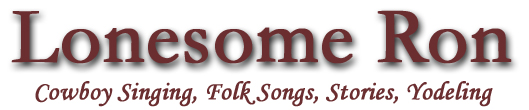 Lonesome Ron
Cowboy Singing, Folk Songs, Stories, Yodeling